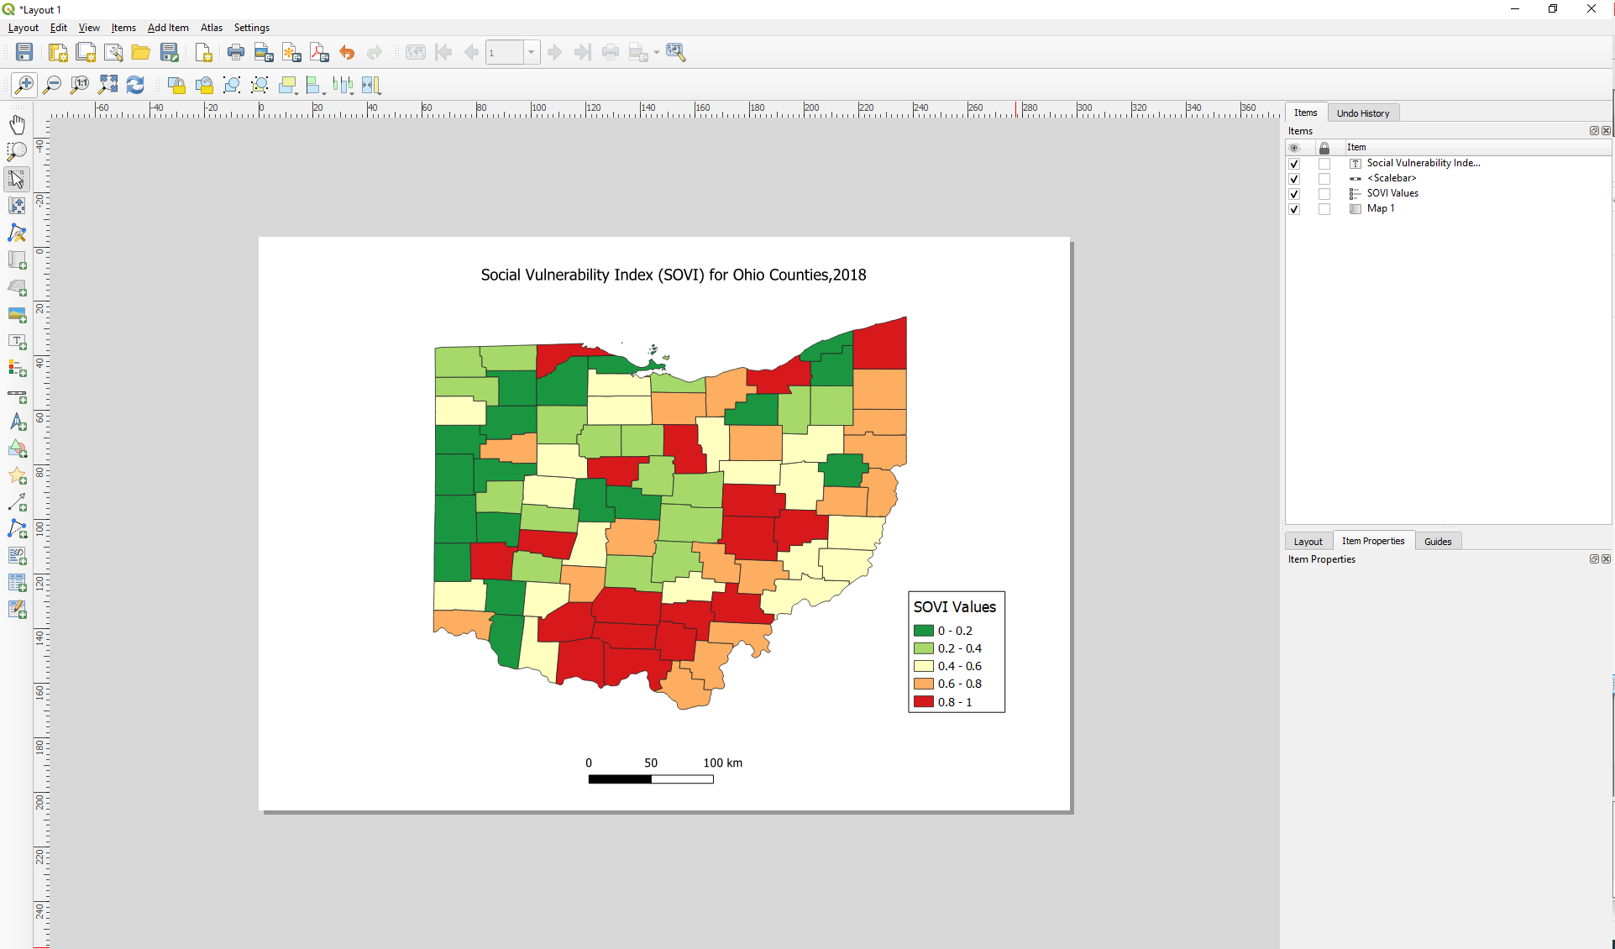 *Layout 1
Layout Edit View Items Add Item Atlas Settings
1
1:1
-60 -40 -20 0 20 40 60 80 100 120 140 160 180 200 220 240 260 280 300 320 340 360
-40
-20
0
20
40
60
80
100
120
140
160
180
200
220
240
Social Vulnerability Index (SOVI) for Ohio Counties,2018
SOVI Values
0 - 0.2
0.2 - 0.4
0.4 - 0.6
0.6 - 0.8
0.8 - 1
0 50 100 km
Items Undo History
Items
Item
Social Vulnerability Inde...
<Scalebar>
SOVI Values
Map 1
Layout Item Properties Guides
Item Properties